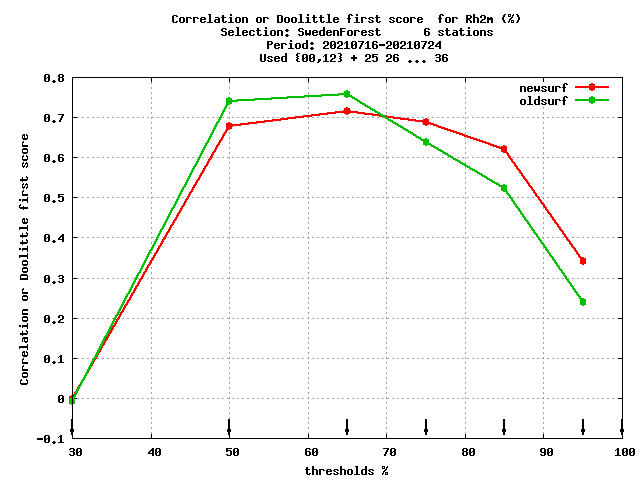 Correlation or Doolittle first score  for Rh2m (%)
Selection: SwedenForest      6 stations
Period: 20210716-20210724
Used {00,12} + 25 26 ... 36
newsurf
oldsurf
Correlation or Doolittle first score
0.8
0.7
0.6
0.5
0.4
0.3
0.2
0.1
0
-0.1
30 40 50 60 70 80 90 100
thresholds %